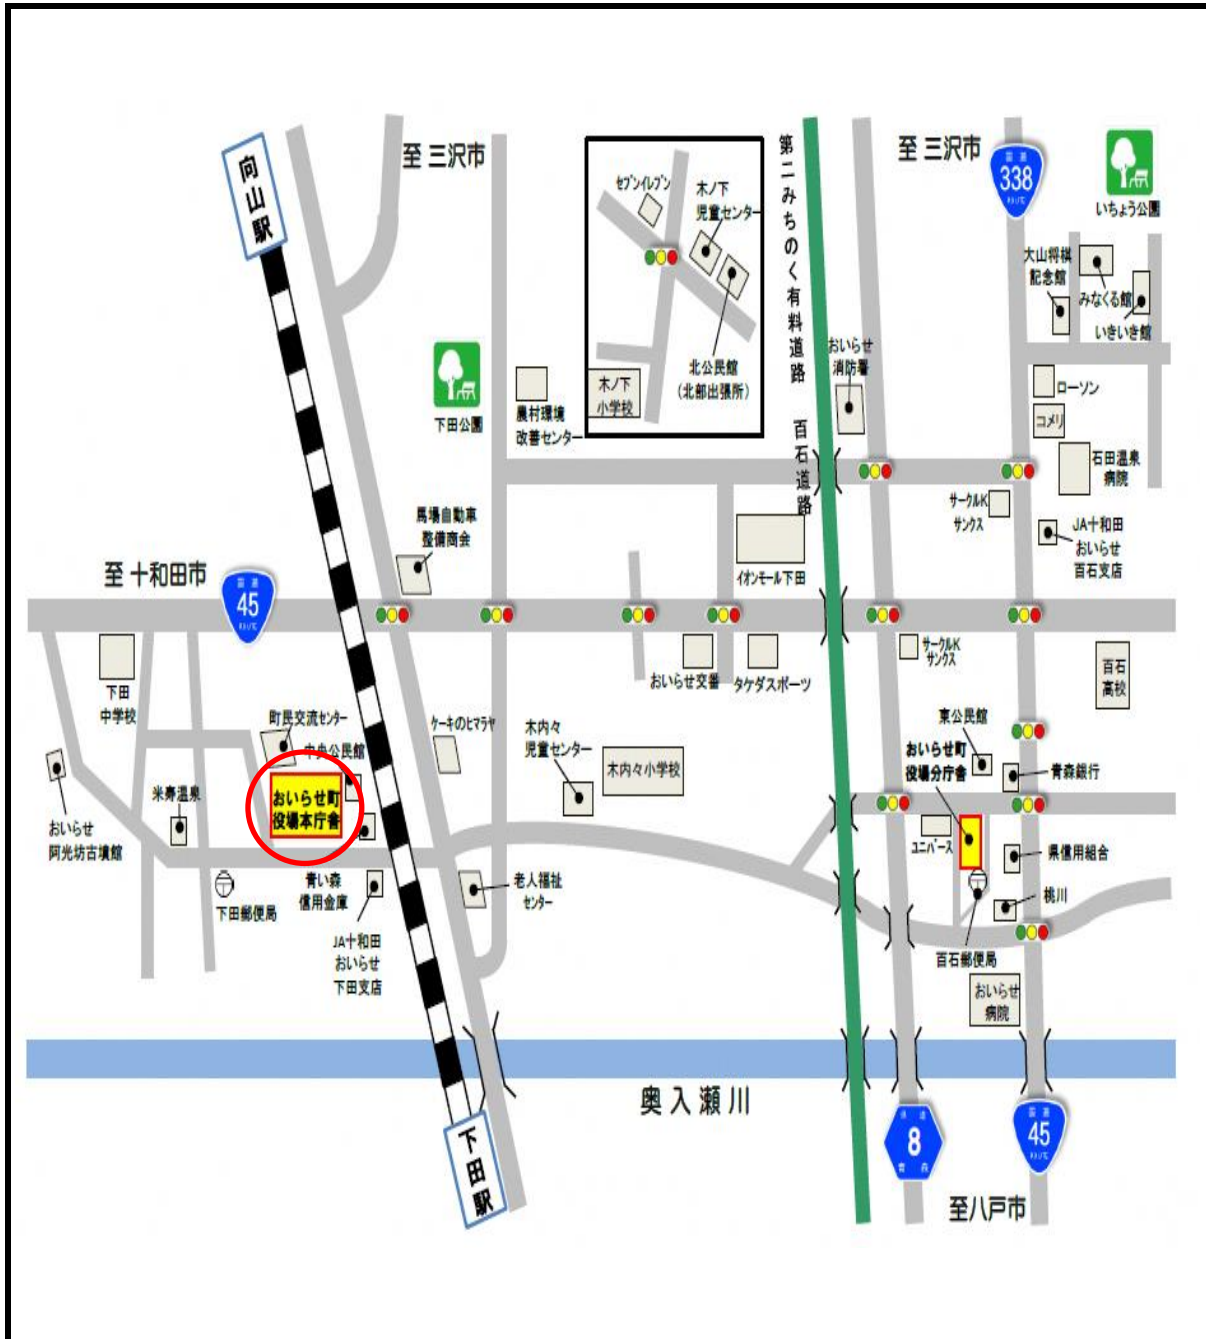 向山駅
至 三沢市
セブンイレブン
木ノ下
児童センター
北公民館
(北部出張所)
木ノ下
小学校
第二みちのく有料道路
百石道路
至 三沢市
国道
338
ROUTE
いちょう公園
大山将棋
記念館
みなくる館
いきいき館
おいらせ
消防署
ローソン
コメリ
石田温泉
病院
サークルK
サンクス
JA十和田
おいらせ
百石支店
下田公園
農村環境
改善センター
馬場自動車
整備商会
イオンモール下田
至 十和田市
国道
45
ROUTE
下田
中学校
町民交流センター
中央公民館
おいらせ町
役場本庁舎
米寿温泉
おいらせ
阿光坊古墳館
下田郵便局
青い森
信用金庫
JA十和田
おいらせ
下田支店
ケーキのヒマラヤ
老人福祉
センター
木内々
児童センター
木内々小学校
おいらせ交番
タケダスポーツ
サークルK
サンクス
百石
高校
東公民館
おいらせ町
役場分庁舎
青森銀行
ユニバース
県信用組合
桃川
百石郵便局
おいらせ
病院
奥入瀬川
下田駅
県道
8
青森
国道
45
ROUTE
至八戸市